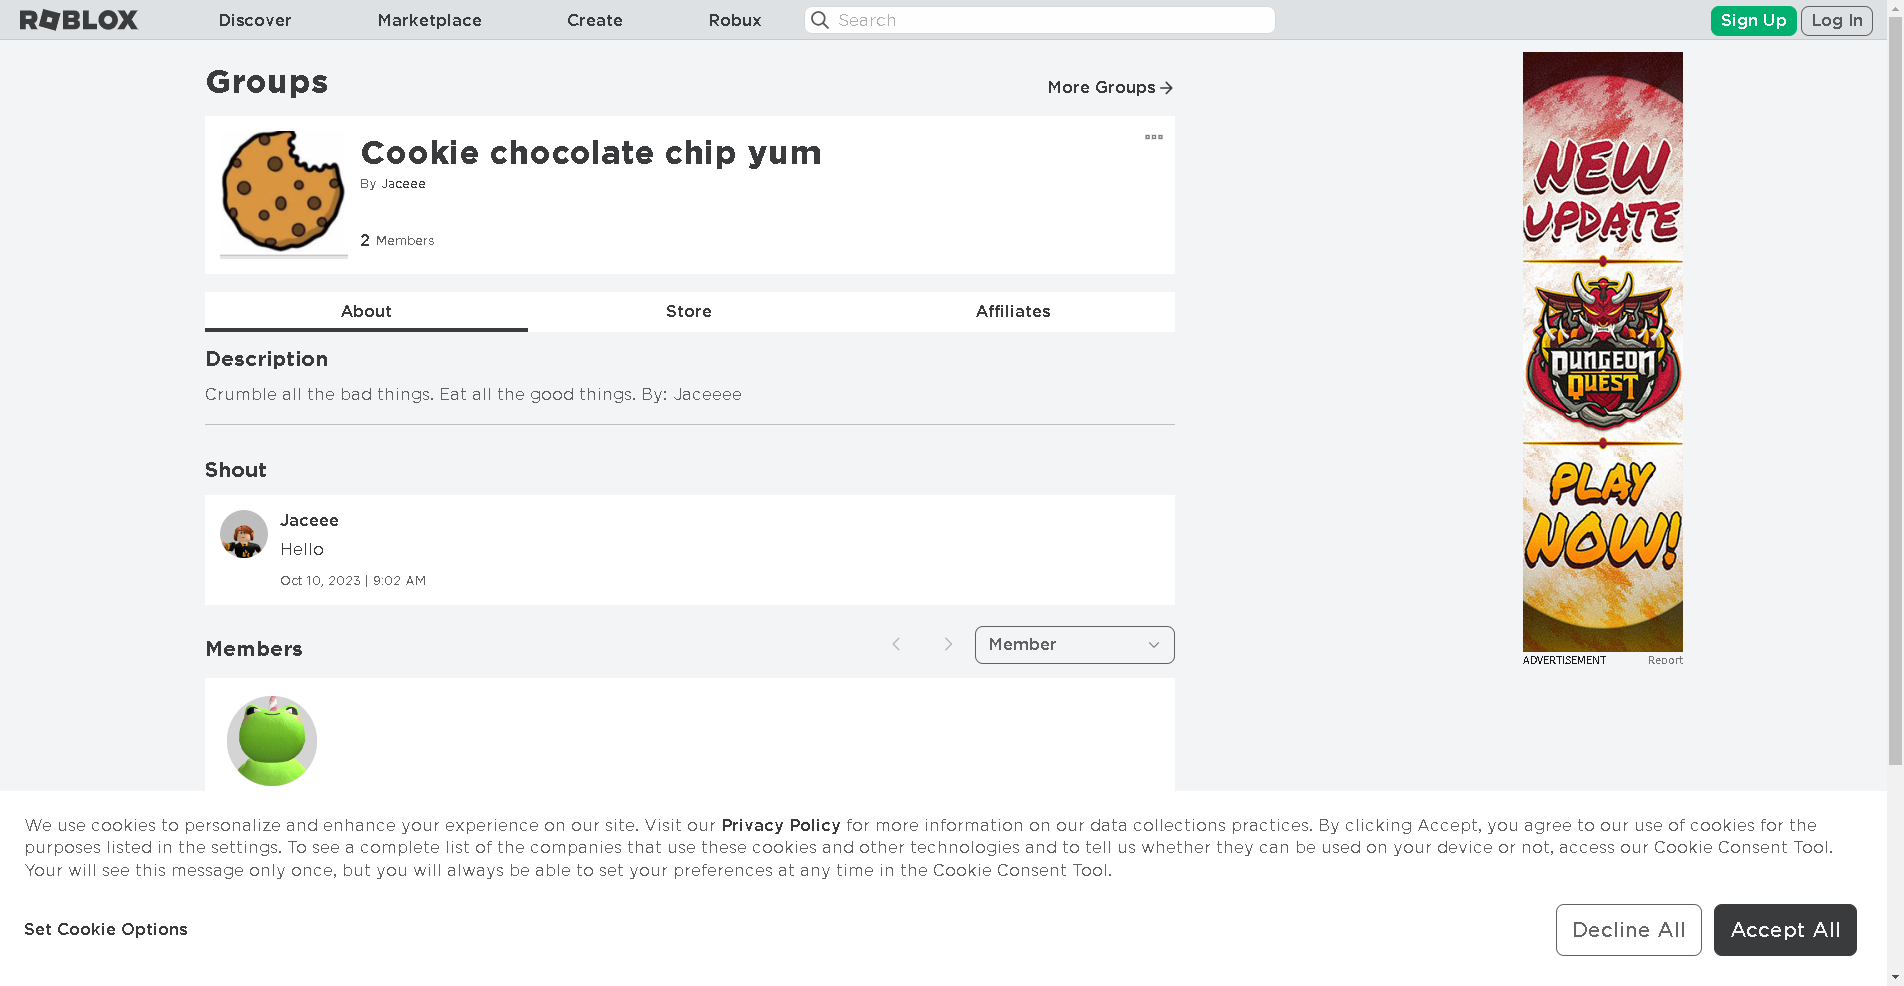 ROBLOX Discover Marketplace Create Robux Search Sign Up Log In
Groups
More Groups
Cookie chocolate chip yum
By Jaceee
2 Members
About Store Affiliates
Description
Crumble all the bad things. Eat all the good things. By: Jaceeee
Shout
Jaceee
Hello
Oct 10, 2023 | 9:02 AM
Members
Member
NEW
UPDATE
DUNGEON
QUEST
PLAY
NOW!
ADVERTISEMENT Report
We use cookies to personalize and enhance your experience on our site. Visit our Privacy Policy for more information on our data collections practices. By clicking Accept, you agree to our use of cookies for the
purposes listed in the settings. To see a complete list of the companies that use these cookies and other technologies and to tell us whether they can be used on your device or not, access our Cookie Consent Tool.
Your will see this message only once, but you will always be able to set your preferences at any time in the Cookie Consent Tool.
Set Cookie Options
Decline All
Accept All